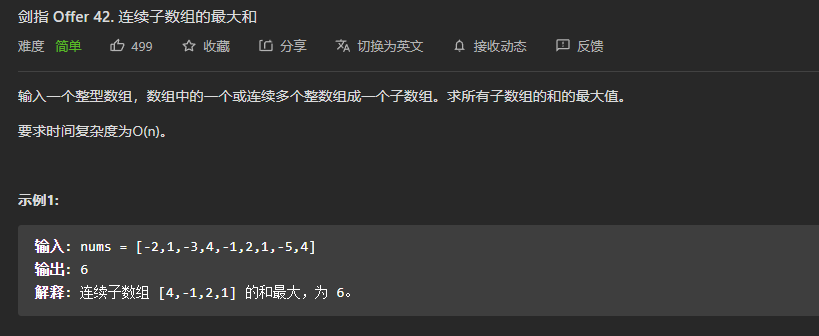 剑指 Offer 42. 连续子数组的最大和
难度 简单 499 收藏 分享 切换为英文 接收动态 反馈
输入一个整型数组，数组中的一个或连续多个整数组成一个子数组。求所有子数组的和的最大值。
要求时间复杂度为O(n)。
示例1:
输入: nums = [-2,1,-3,4,-1,2,1,-5,4]
输出: 6
解释: 连续子数组 [4,-1,2,1] 的和最大，为 6。